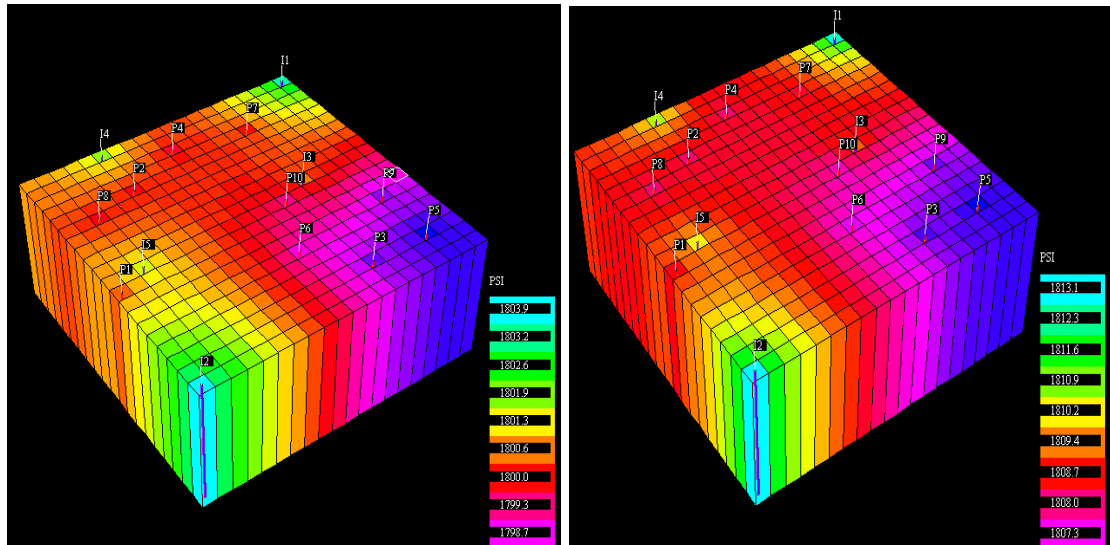 I1
P7
I4
P4
I3
P2
P10
P9
P8
P5
P6
P3
I5
P1
PSI
1803.9
1803.2
I2
1802.6
1801.9
1801.3
1800.6
1800.0
1799.3
1798.7
I1
P7
P4
I4
I3
P2
P10
P9
P8
P5
P6
P3
I5
P1
PSI
1813.1
1812.3
I2
1811.6
1810.9
1810.2
1809.4
1808.7
1808.0
1807.3